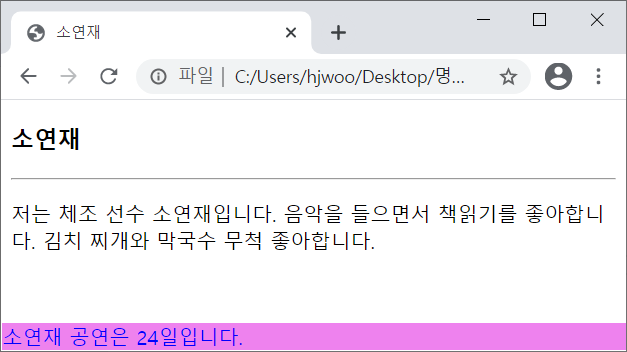 소연재
파일 | C:/Users/hjwoo/Desktop/명...
소연재
저는 체조 선수 소연재입니다. 음악을 들으면서 책읽기를 좋아합니
다. 김치 찌개와 막국수 무척 좋아합니다.
소연재 공연은 24일입니다.